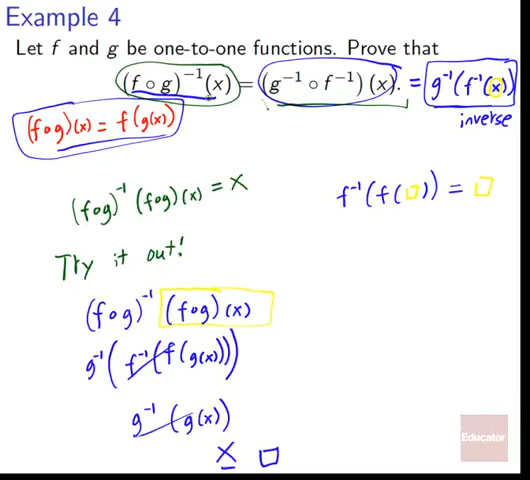 Example 4
Let f and g be one-to-one functions. Prove that
(f ∘ g)⁻¹(x) = (g⁻¹ ∘ f⁻¹)(x). = g⁻¹(f⁻¹(x))
inverse
(f∘g)(x) = f(g(x))
(f∘g)⁻¹(f∘g)(x) = x
f⁻¹(f(□)) = □
Try it out!
(f∘g)⁻¹ (f∘g)(x)
g⁻¹(f⁻¹(f(g(x))))
g⁻¹(g(x))
x □
Educator